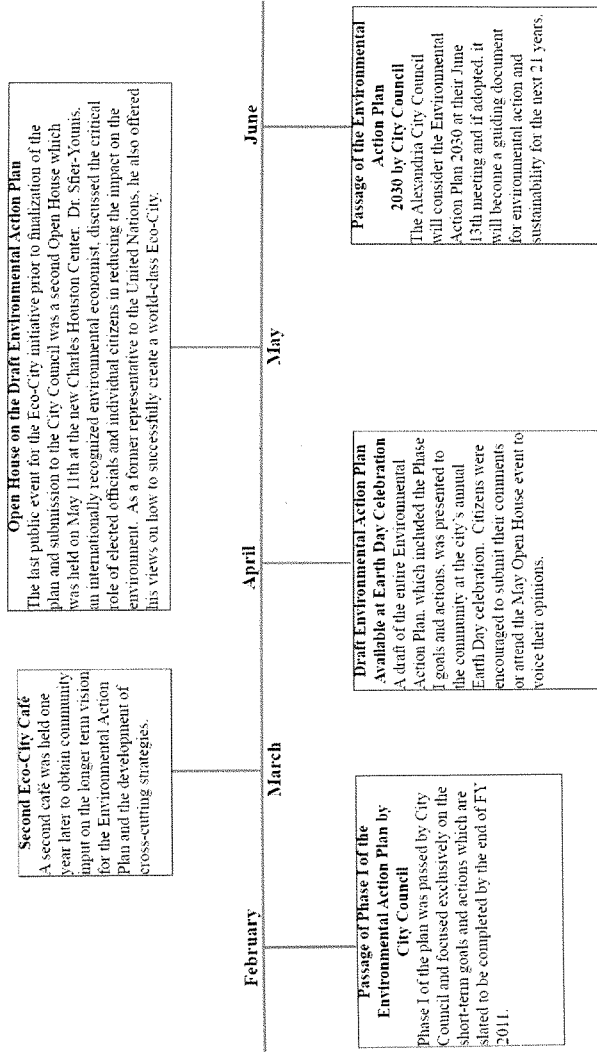 Open House on the Draft Environmental Action Plan
The last public event for the Eco-City initiative prior to finalization of the
plan and submission to the City Council was a second Open House which
was held on May 11th at the new Charles Houston Center. Dr. Sfier-Younis,
an internationally recognized environmental economist, discussed the critical
role of elected officials and individual citizens in reducing the impact on the
environment. As a former representative to the United Nations, he also offered
his views on how to successfully create a world-class Eco-City.
Second Eco-City Café
A second café was held one
year later to obtain community
input on the longer term vision
for the Environmental Action
Plan and the development of
cross-cutting strategies.
February
March
April
May
June
Passage of Phase I of the
Environmental Action Plan by
City Council
Phase I of the plan was passed by City
Council and focused exclusively on the
short-term goals and actions which are
slated to be completed by the end of FY
2011.
Draft Environmental Action Plan
Available at Earth Day Celebration
A draft of the entire Environmental
Action Plan, which included the Phase
I goals and actions, was presented to
the community at the city's annual
Earth Day celebration. Citizens were
encouraged to submit their comments
or attend the May Open House event to
voice their opinions.
Passage of the Environmental
Action Plan
2030 by City Council
The Alexandria City Council
will consider the Environmental
Action Plan 2030 at their June
13th meeting and if adopted, it
will become a guiding document
for environmental action and
sustainability for the next 21 years.